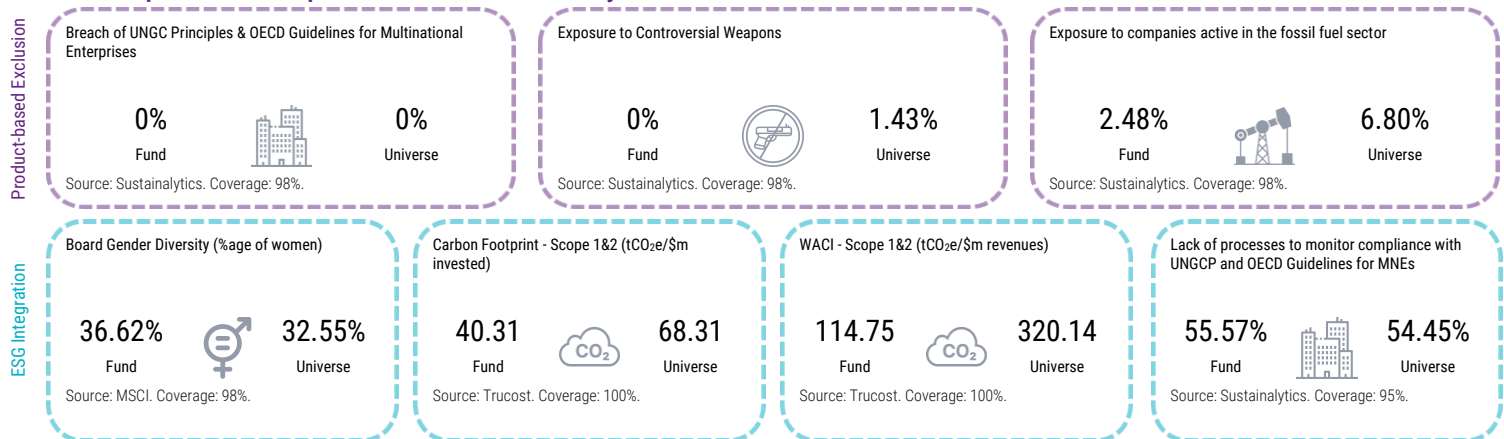 Product-based Exclusion
Breach of UNGC Principles & OECD Guidelines for Multinational
Enterprises
0%
Fund
0%
Universe
Source: Sustainalytics. Coverage: 98%.
Exposure to Controversial Weapons
0%
Fund
1.43%
Universe
Source: Sustainalytics. Coverage: 98%.
Exposure to companies active in the fossil fuel sector
2.48%
Fund
6.80%
Universe
Source: Sustainalytics. Coverage: 98%.
ESG Integration
Board Gender Diversity (%age of women)
36.62%
Fund
32.55%
Universe
Source: MSCI. Coverage: 98%.
Carbon Footprint - Scope 1&2 (tCO₂e/$m
invested)
40.31
Fund
CO₂
68.31
Universe
Source: Trucost. Coverage: 100%.
WACI - Scope 1&2 (tCO₂e/$m revenues)
114.75
Fund
CO₂
320.14
Universe
Source: Trucost. Coverage: 100%.
Lack of processes to monitor compliance with
UNGCP and OECD Guidelines for MNEs
55.57%
Fund
54.45%
Universe
Source: Sustainalytics. Coverage: 95%.